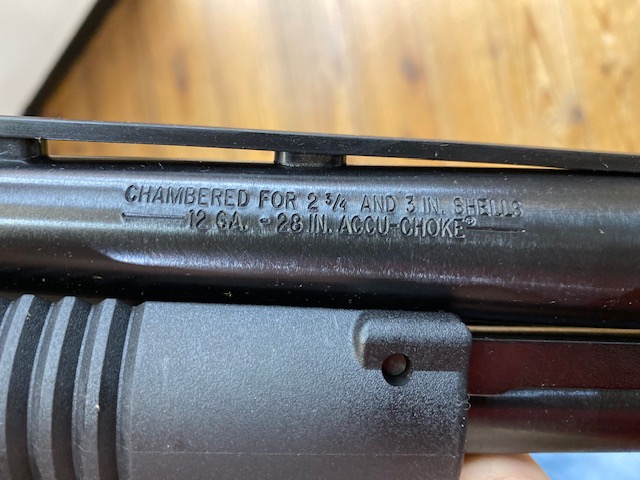 CHAMBERED FOR 2 3/4 AND 3 IN. SHELLS
12 GA. - 28 IN. ACCU-CHOKE®